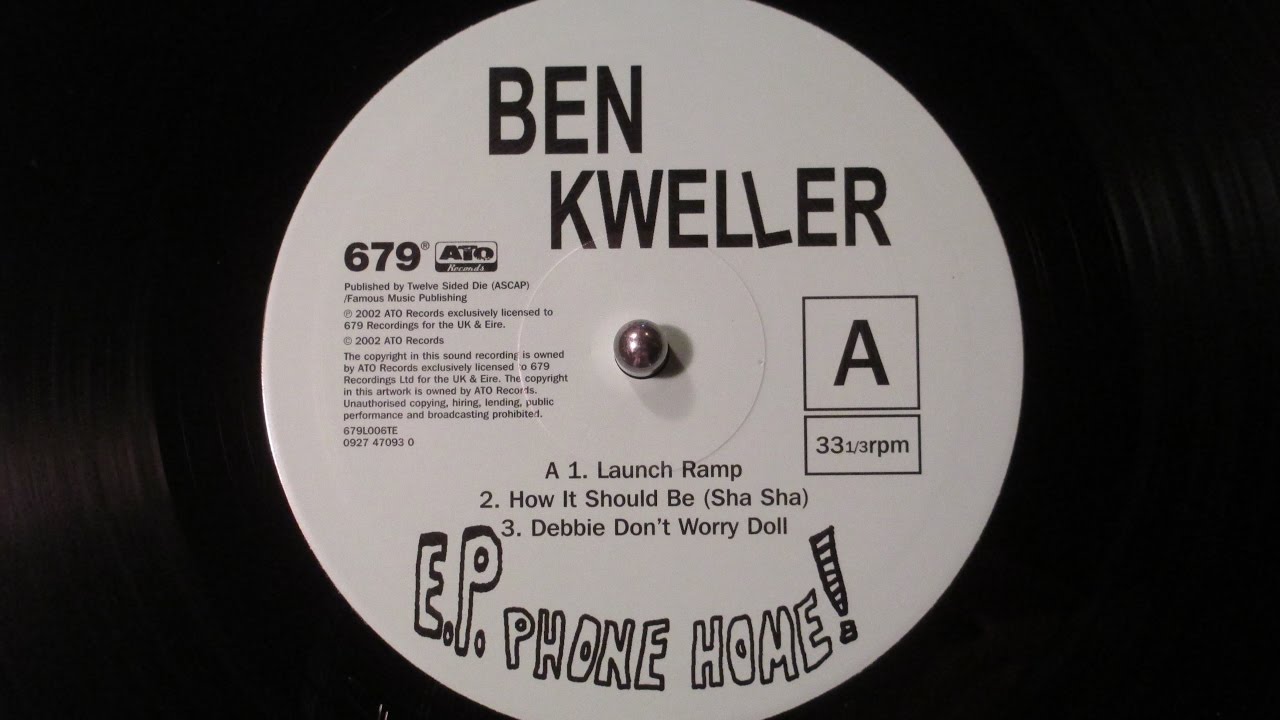 BEN
KWELLER
679® ATO
Records
Published by Twelve Sided Die (ASCAP)
/Famous Music Publishing
℗ 2002 ATO Records exclusively licensed to
679 Recordings for the UK & Eire.
© 2002 ATO Records
The copyright in this sound recording is owned
by ATO Records exclusively licensed to 679
Recordings Ltd for the UK & Eire. The copyright
in this artwork is owned by ATO Records.
Unauthorised copying, hiring, lending, public
performance and broadcasting prohibited.
679L006TE
0927 47093 0
A
33 1/3rpm
A 1. Launch Ramp
2. How It Should Be (Sha Sha)
3. Debbie Don't Worry Doll
E.P. PHONE HOME!